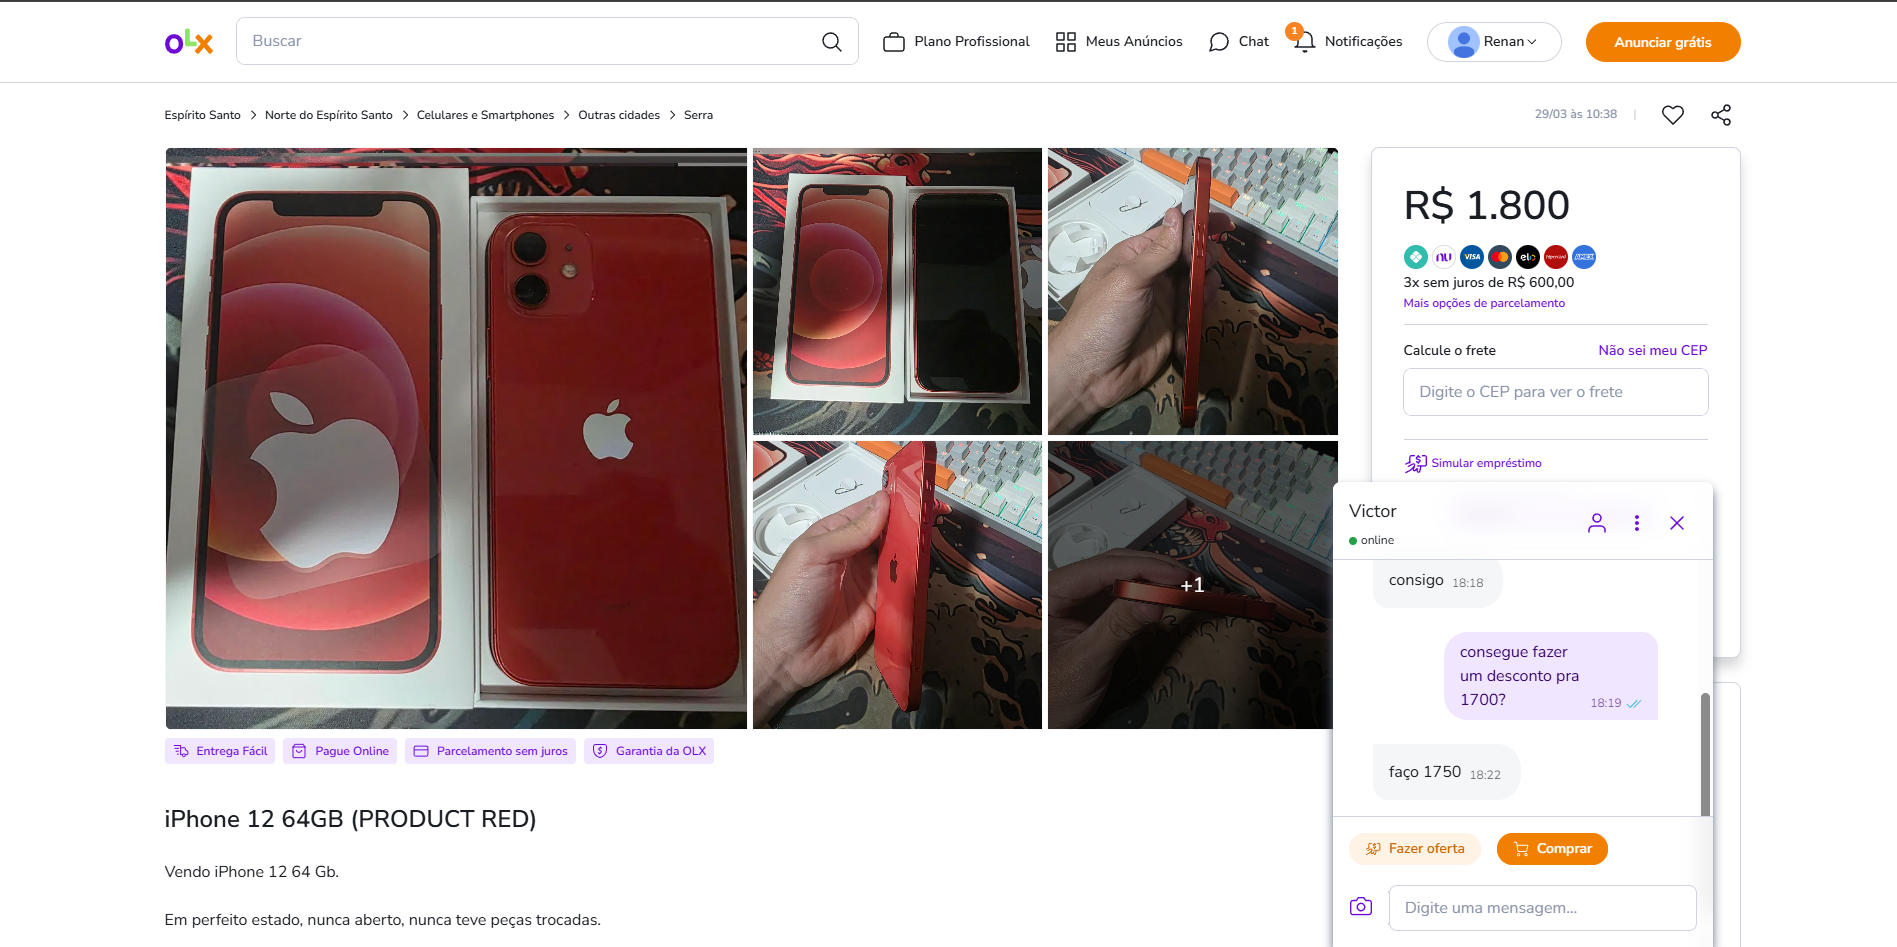 OLX
Buscar
Plano Profissional
Meus Anúncios
Chat
1
Notificações
Renan
Anunciar grátis
Espírito Santo > Norte do Espírito Santo > Celulares e Smartphones > Outras cidades > Serra
29/03 às 10:38
R$ 1.800
nu VISA elo Hipercard AMEX
3x sem juros de R$ 600,00
Mais opções de parcelamento
Calcule o frete
Não sei meu CEP
Digite o CEP para ver o frete
Simular empréstimo
+1
Entrega Fácil
Pague Online
Parcelamento sem juros
Garantia da OLX
iPhone 12 64GB (PRODUCT RED)
Vendo iPhone 12 64 Gb.
Em perfeito estado, nunca aberto, nunca teve peças trocadas.
Victor
online
consigo 18:18
consegue fazer
um desconto pra
1700? 18:19
faço 1750 18:22
Fazer oferta
Comprar
Digite uma mensagem...